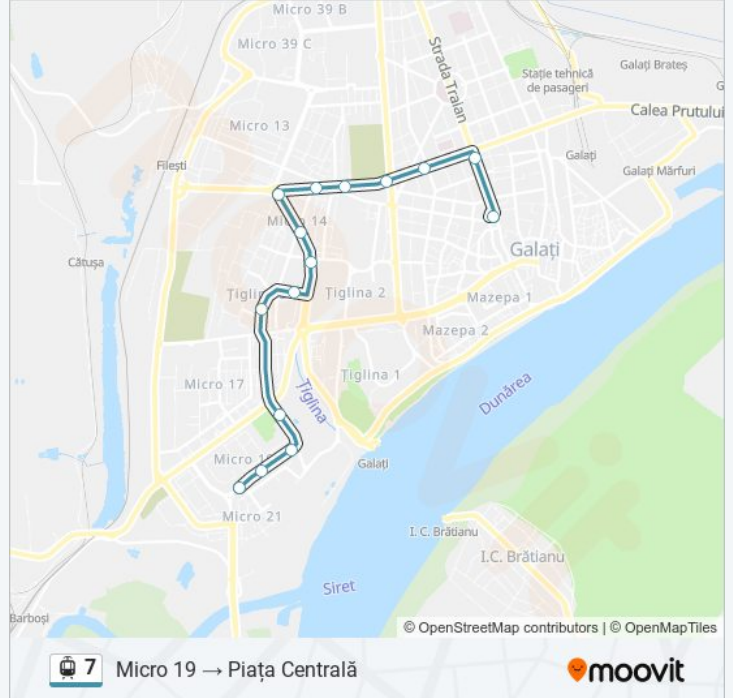 Micro 39 B
Micro 39 C
Strada Traian
Stație tehnică
de pasageri
Galați Brateș
Calea Prutului
Micro 13
Filești
Galați
Galați Mărfuri
Micro 14
Galați
Cătușa
Țiglina 2
Mazepa 1
Mazepa 2
Țiglina 1
Micro 17
Țiglina
Dunărea
Micro
Galați
Micro 21
I. C. Brătianu
I.C. Brătianu
Siret
Barboși
© OpenStreetMap contributors | © OpenMapTiles
7 Micro 19 → Piața Centrală
moovit